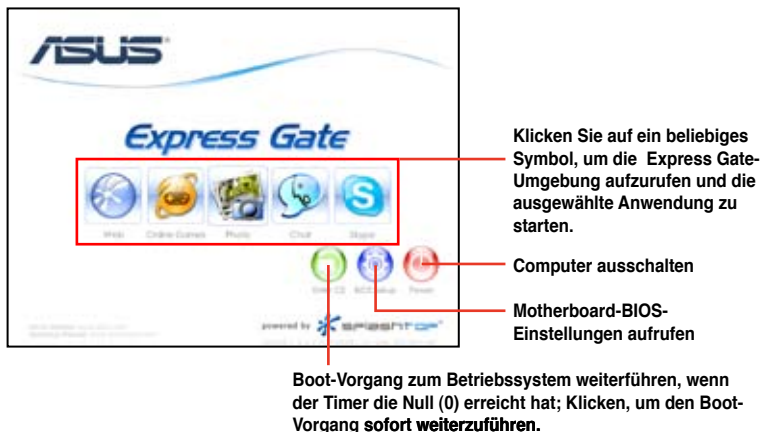 ASUS
Express Gate
Web Online Games Photo Chat Skype
Enter OS BIOS Setup Power
powered by SPLASHTOP
Klicken Sie auf ein beliebiges
Symbol, um die Express Gate-
Umgebung aufzurufen und die
ausgewählte Anwendung zu
starten.
Computer ausschalten
Motherboard-BIOS-
Einstellungen aufrufen
Boot-Vorgang zum Betriebssystem weiterführen, wenn
der Timer die Null (0) erreicht hat; Klicken, um den Boot-
Vorgang sofort weiterzuführen.